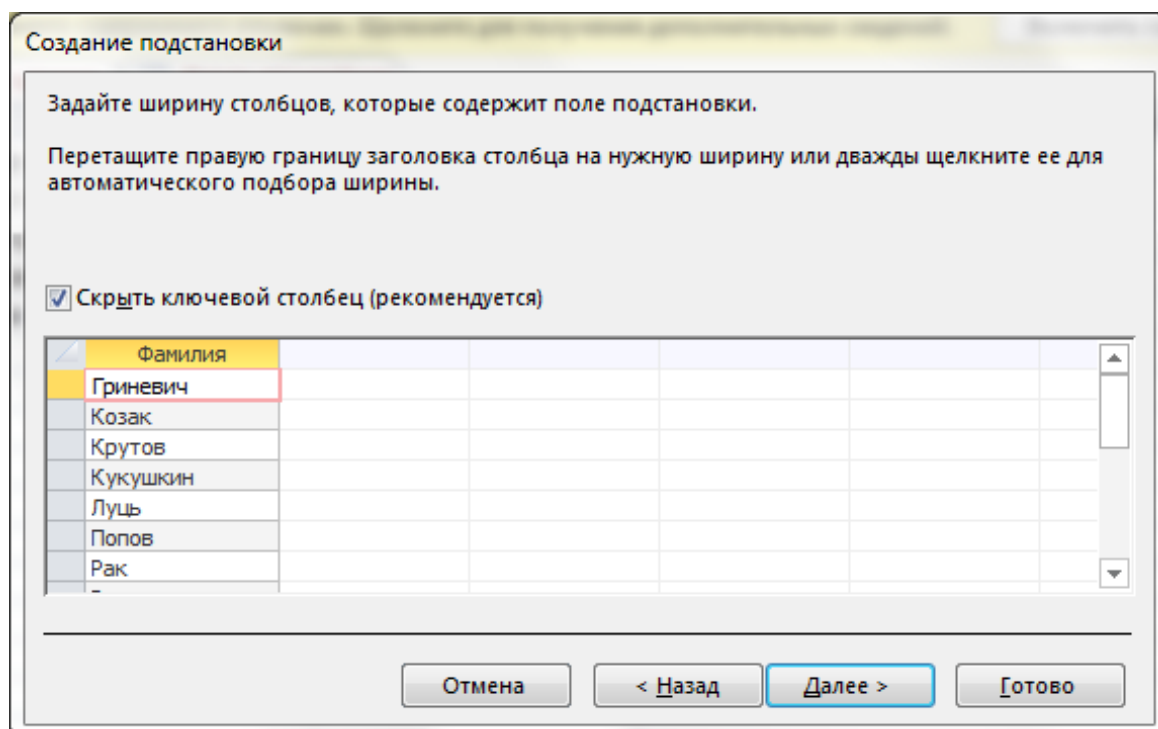 Создание подстановки
Задайте ширину столбцов, которые содержит поле подстановки.
Перетащите правую границу заголовка столбца на нужную ширину или дважды щелкните ее для
автоматического подбора ширины.
Скрыть ключевой столбец (рекомендуется)
Фамилия
Гриневич
Козак
Крутов
Кукушкин
Луць
Попов
Рак
Отмена
< Назад
Далее >
Готово